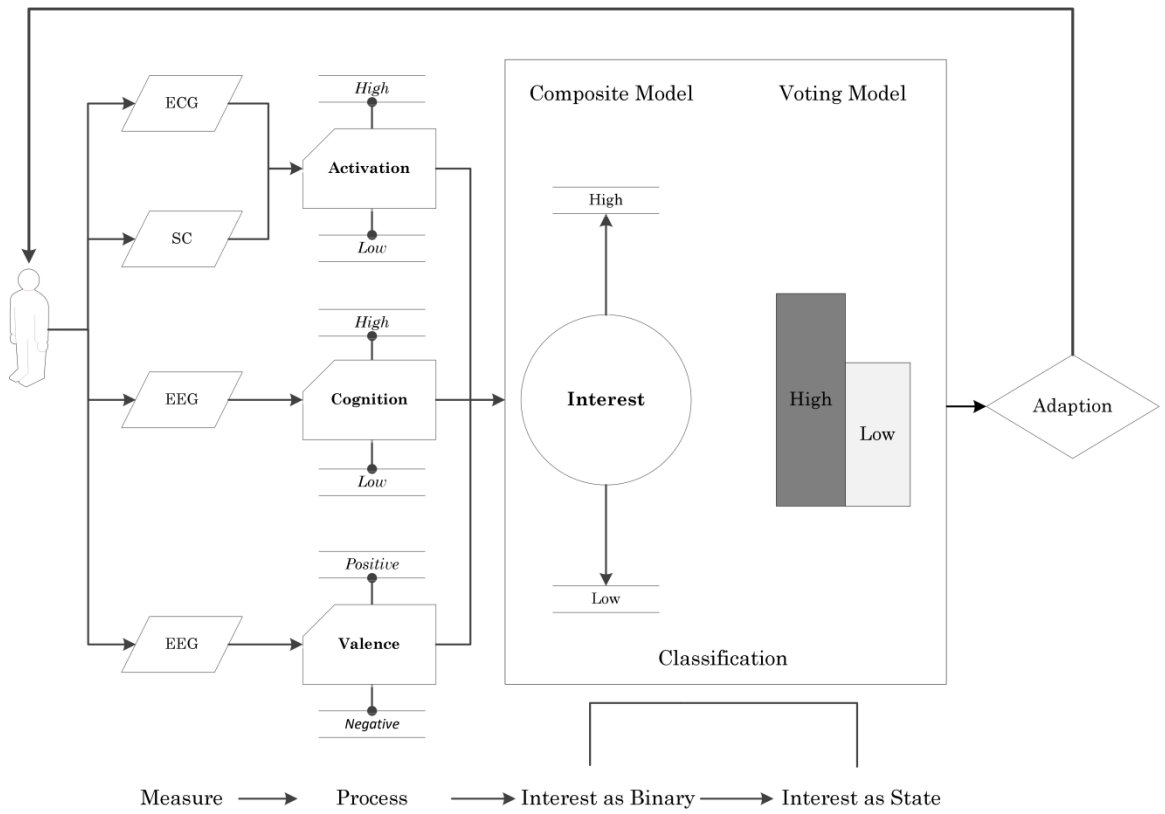 ECG
SC
EEG
EEG
High
Activation
Low
High
Cognition
Low
Positive
Valence
Negative
Composite Model
Voting Model
High
Interest
Low
High
Low
Classification
Adaption
Measure
Process
Interest as Binary
Interest as State